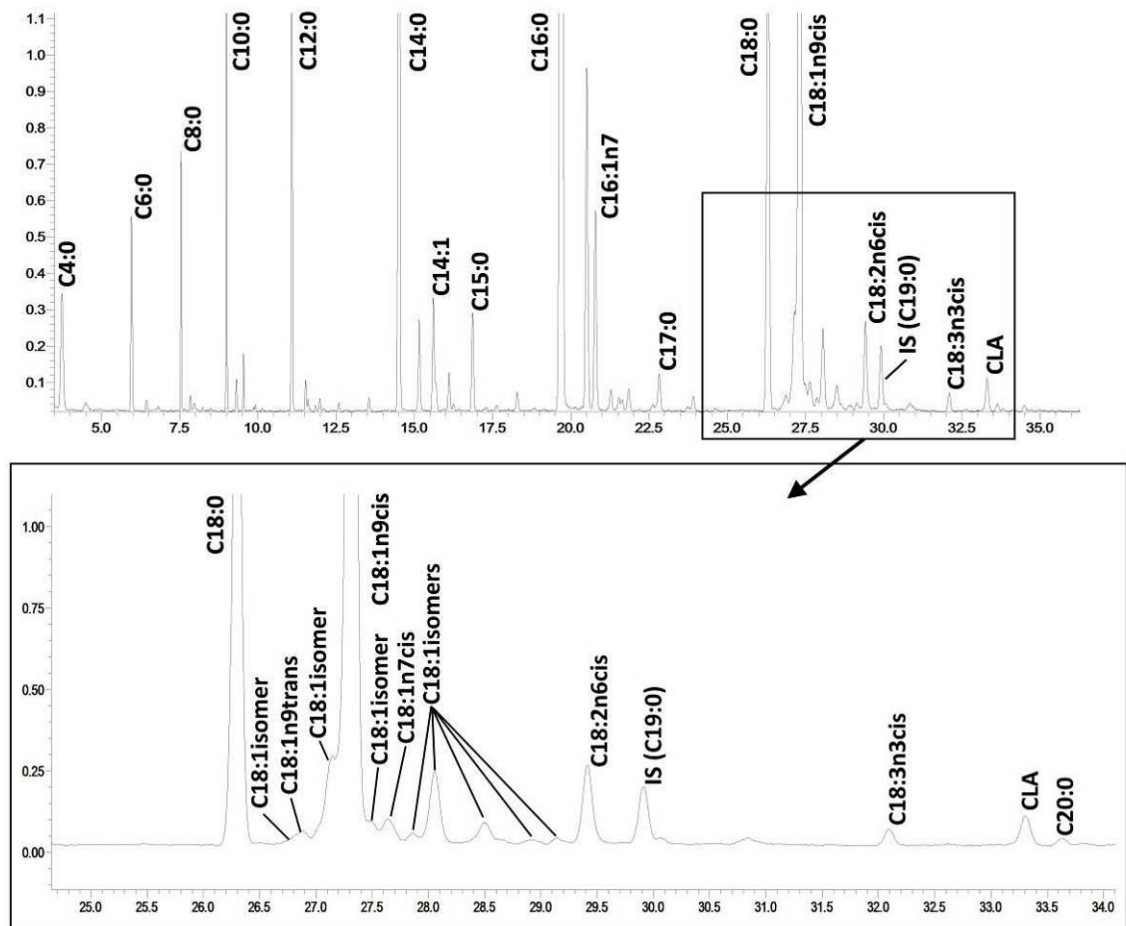 1.1
1.0
0.9
0.8
0.7
0.6
0.5
0.4
0.3
0.2
0.1
C4:0
C6:0
C8:0
C10:0
C12:0
C14:0
C14:1
C15:0
C16:0
C16:1n7
C17:0
C18:0
C18:1n9cis
C18:2n6cis
IS (C19:0)
C18:3n3cis
CLA
5.0 7.5 10.0 12.5 15.0 17.5 20.0 22.5 25.0 27.5 30.0 32.5 35.0
1.00
0.75
0.50
0.25
0.00
C18:0
C18:1isomer
C18:1n9trans
C18:1isomer
C18:1n9cis
C18:1isomer
C18:1n7cis
C18:1isomers
C18:2n6cis
IS (C19:0)
C18:3n3cis
CLA
C20:0
25.0 25.5 26.0 26.5 27.0 27.5 28.0 28.5 29.0 29.5 30.0 30.5 31.0 31.5 32.0 32.5 33.0 33.5 34.0